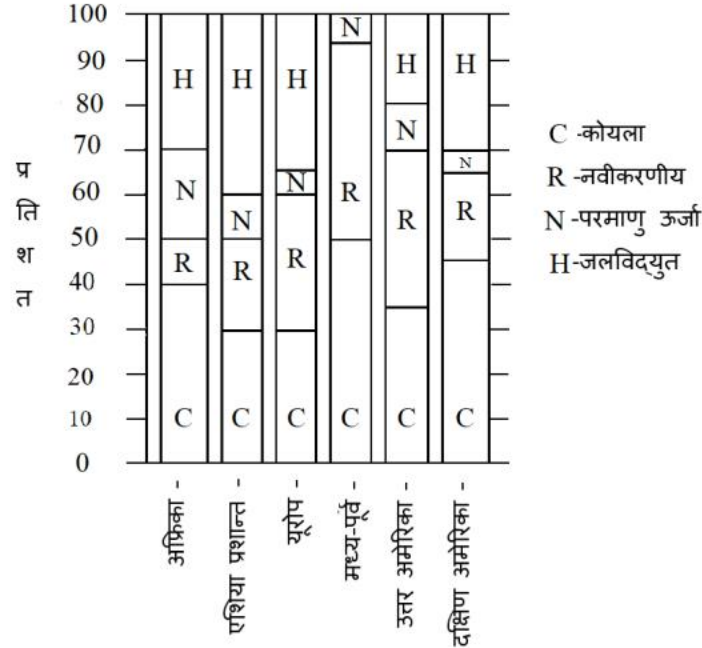 100
90
80
70
60
50
40
30
20
10
0
प्र
ति
श
त
H
N
R
C
H
N
R
C
H
N
R
C
N
R
C
H
N
R
C
H
N
R
C
अफ्रिका -
एशिया प्रशान्त -
यूरोप -
मध्य-पूर्व -
उत्तर अमेरिका -
दक्षिण अमेरिका -
C -कोयला
R -नवीकरणीय
N -परमाणु ऊर्जा
H-जलविद्युत